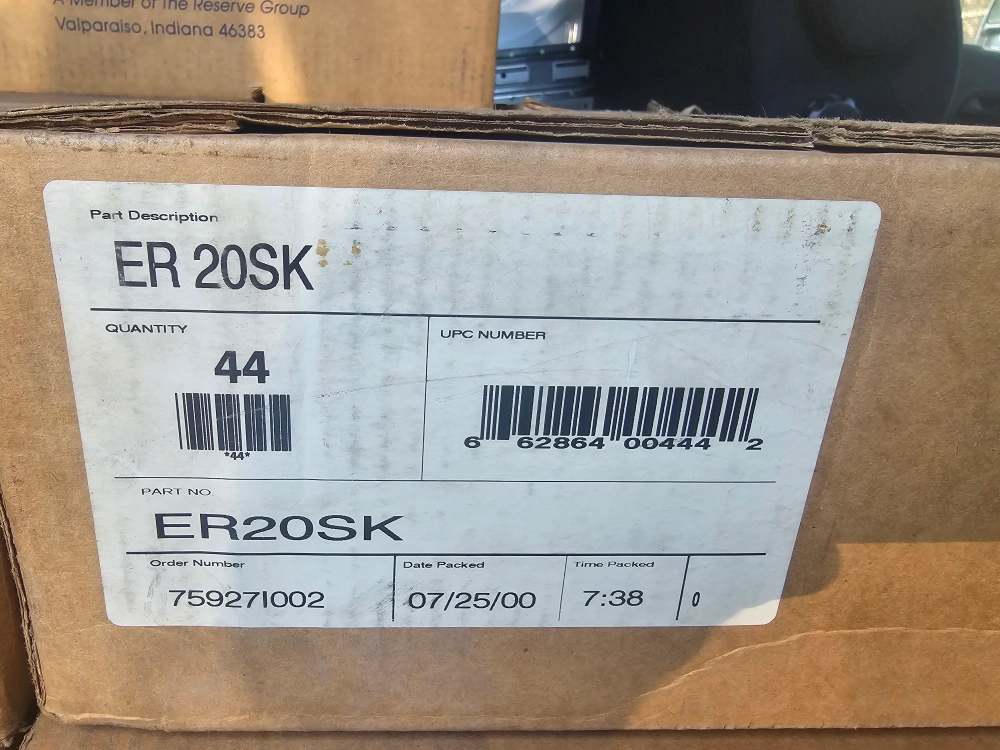 A Member of The Reserve Group
Valparaiso, Indiana 46383
Part Description
ER 20SK
QUANTITY
44
*44*
UPC NUMBER
6 62864 00444 2
PART NO.
ER20SK
Order Number
75927I002
Date Packed
07/25/00
Time Packed
7:38
0